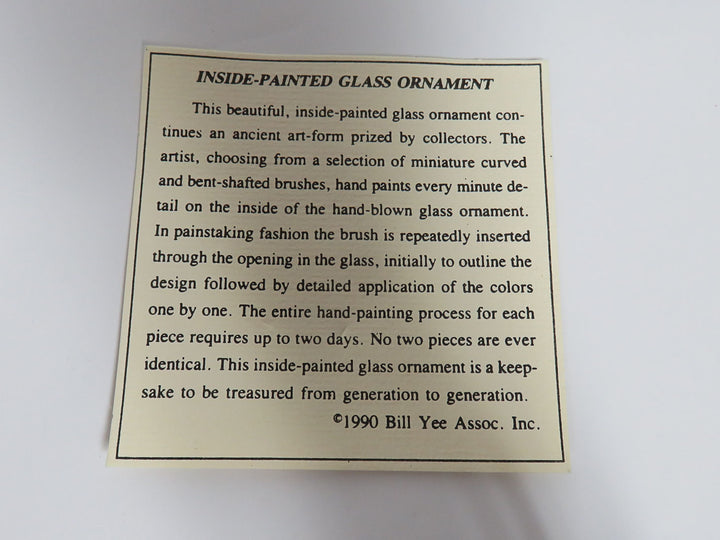 INSIDE-PAINTED GLASS ORNAMENT
This beautiful, inside-painted glass ornament con-
tinues an ancient art-form prized by collectors. The
artist, choosing from a selection of miniature curved
and bent-shafted brushes, hand paints every minute de-
tail on the inside of the hand-blown glass ornament.
In painstaking fashion the brush is repeatedly inserted
through the opening in the glass, initially to outline the
design followed by detailed application of the colors
one by one. The entire hand-painting process for each
piece requires up to two days. No two pieces are ever
identical. This inside-painted glass ornament is a keep-
sake to be treasured from generation to generation.
©1990 Bill Yee Assoc. Inc.